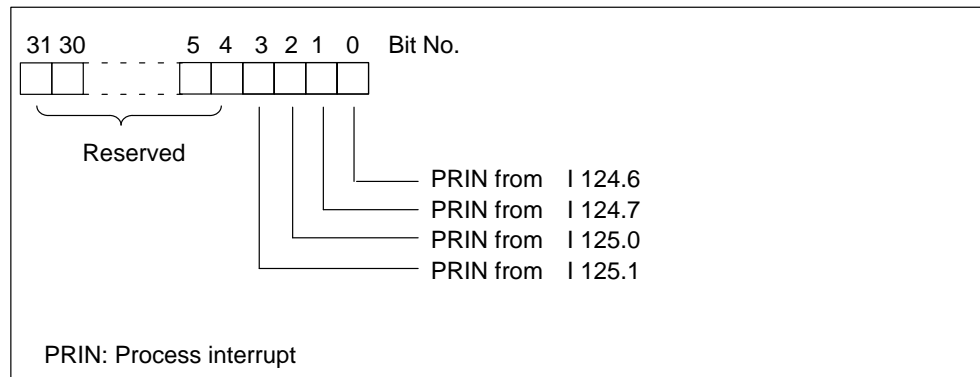 31 30 5 4 3 2 1 0 Bit No.
Reserved
PRIN from I 124.6
PRIN from I 124.7
PRIN from I 125.0
PRIN from I 125.1
PRIN: Process interrupt